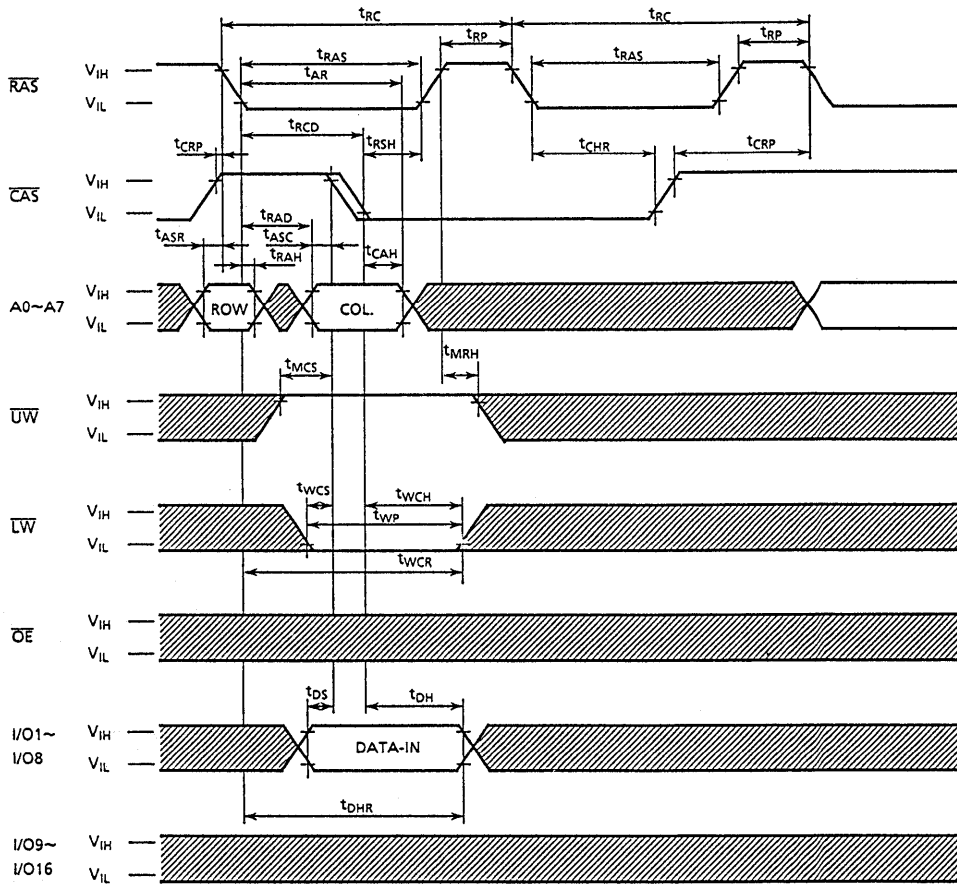 tRC tRC
tRP tRP
tRAS tRAS
tAR
RAS VIH
VIL
tRCD
tRSH
tCRP tCHR tCRP
CAS VIH
VIL
tRAD
tASR tASC
tRAH tCAH
A0~A7 VIH
ROW COL.
VIL
tMCS tMRH
UW VIH
VIL
tWCS tWCH
LW VIH tWP
VIL
tWCR
OE VIH
VIL
tDS tDH
I/O1~ VIH
DATA-IN
I/O8 VIL
tDHR
I/O9~ VIH
I/O16 VIL